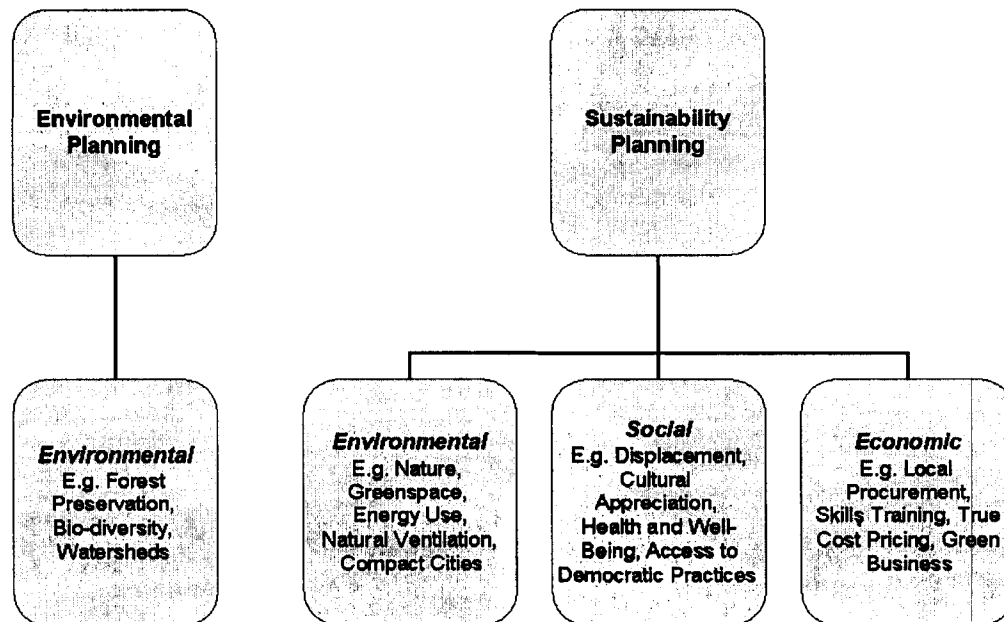 Environmental
Planning
Sustainability
Planning
Environmental
E.g. Forest
Preservation,
Bio-diversity,
Watersheds
Environmental
E.g. Nature,
Greenspace,
Energy Use,
Natural Ventilation,
Compact Cities
Social
E.g. Displacement,
Cultural
Appreciation,
Health and Well-
Being, Access to
Democratic Practices
Economic
E.g. Local
Procurement,
Skills Training, True
Cost Pricing, Green
Business